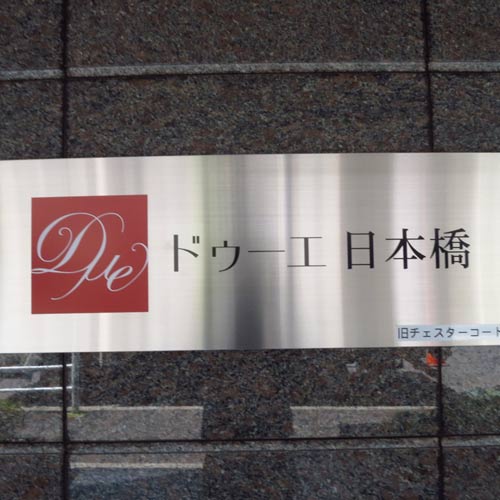 Due
ドゥーエ 日本橋
旧チェスターコート